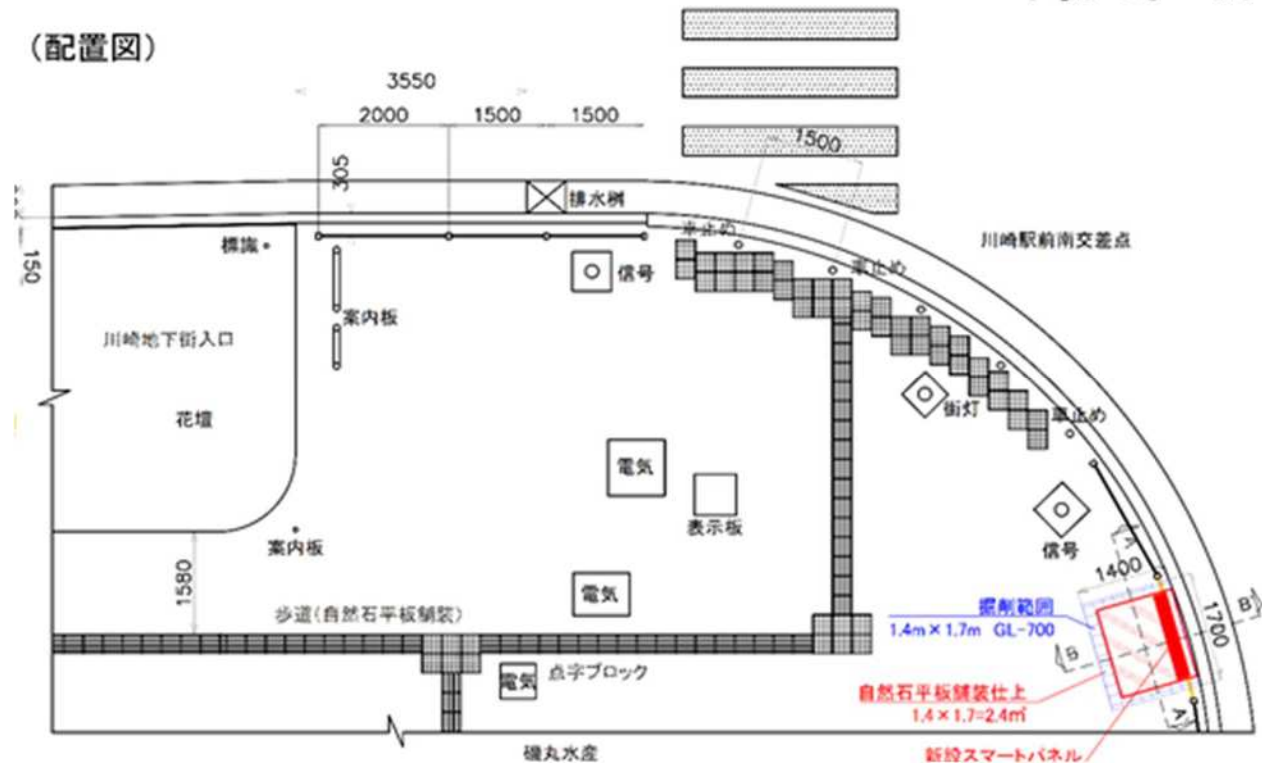 (配置図)
3550
2000
1500
1500
1500
305
排水桝
車止め
川崎駅前南交差点
標識
150
信号
車止め
案内板
川崎地下街入口
花壇
街灯
車止め
電気
表示板
案内板
信号
A
1400
1580
電気
掘削範囲
B
1700
歩道(自然石平板舗装)
1.4m×1.7m GL-700
B
点字ブロック
電気
自然石平板舗装仕上
1.4×1.7=2.4㎡
A
磯丸水産
新設スマートパネル